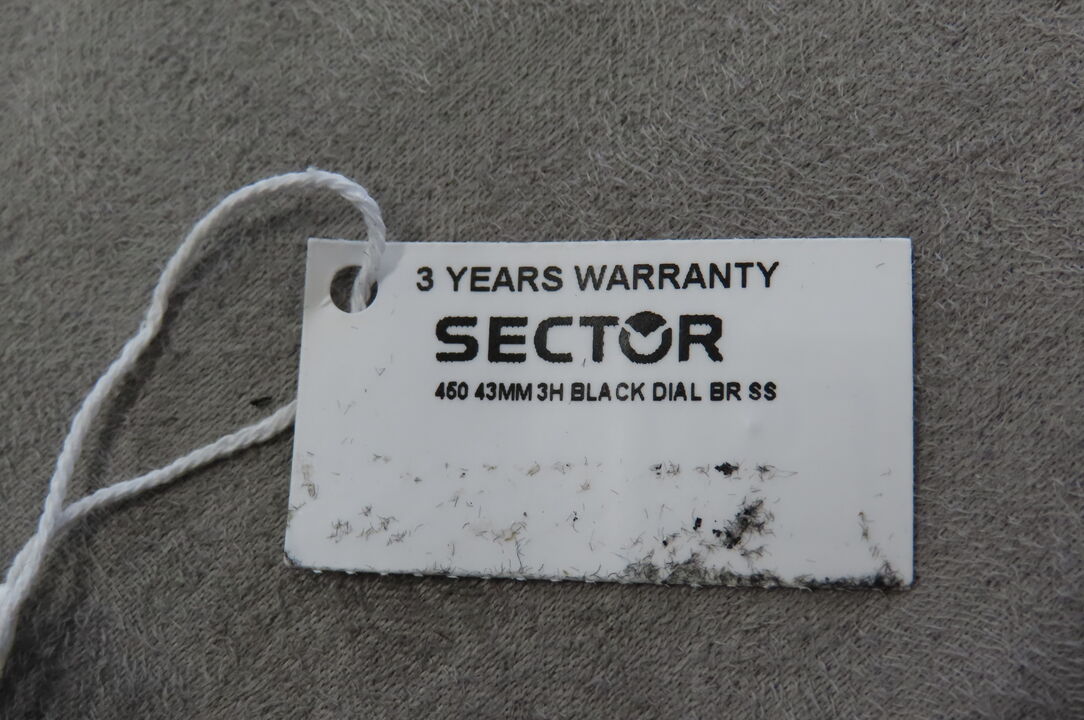 3 YEARS WARRANTY
SECTOR
450 43MM 3H BLACK DIAL BR SS